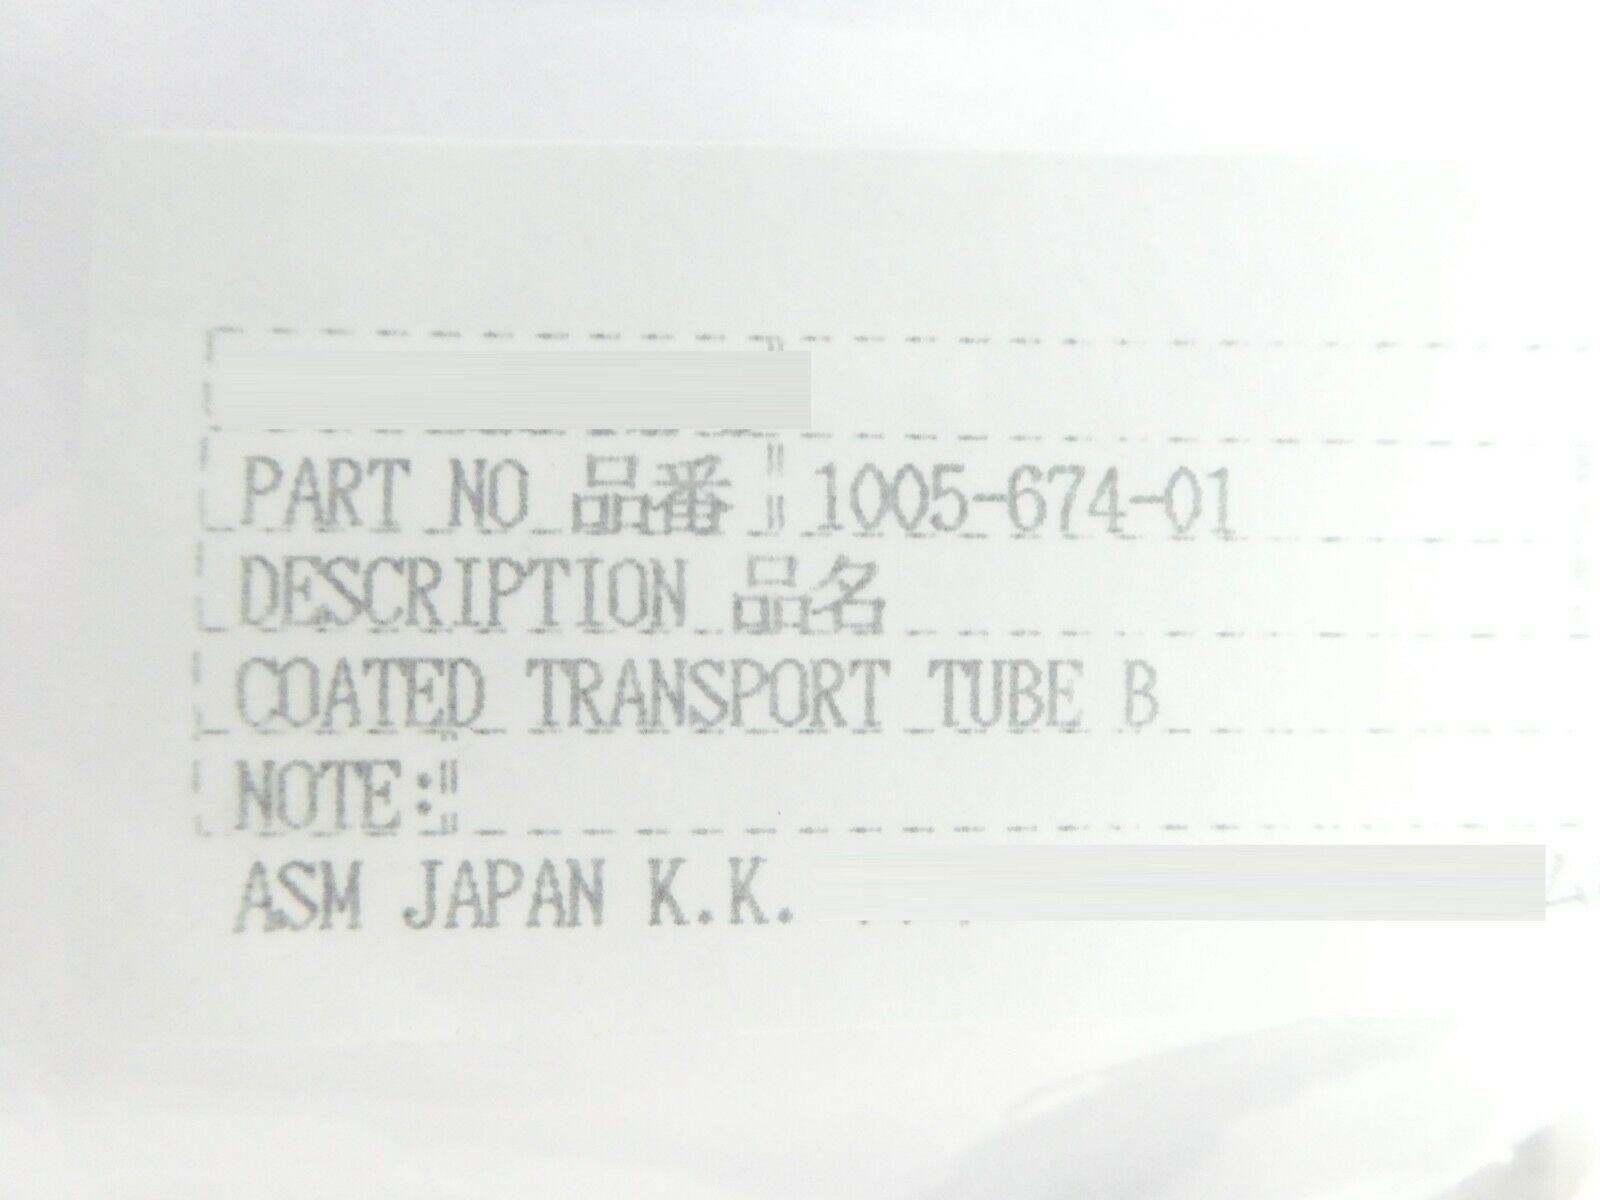 PART NO 品番 1005-674-01
DESCRIPTION 品名
COATED TRANSPORT TUBE B
NOTE:
ASM JAPAN K.K.